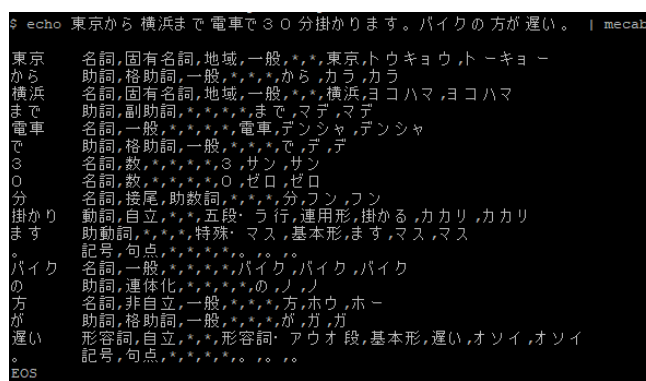 $ echo 東京から横浜まで電車で３０分掛かります。バイクの方が遅い。 | mecab
東京 名詞,固有名詞,地域,一般,*,*,東京,トウキョウ,トーキョー
から 助詞,格助詞,一般,*,*,*,から,カラ,カラ
横浜 名詞,固有名詞,地域,一般,*,*,横浜,ヨコハマ,ヨコハマ
まで 助詞,副助詞,*,*,*,*,まで,マデ,マデ
電車 名詞,一般,*,*,*,*,電車,デンシャ,デンシャ
で 助詞,格助詞,一般,*,*,*,で,デ,デ
３ 名詞,数,*,*,*,*,３,サン,サン
０ 名詞,数,*,*,*,*,０,ゼロ,ゼロ
分 名詞,接尾,助数詞,*,*,*,分,フン,フン
掛かり 動詞,自立,*,*,五段・ラ行,連用形,掛かる,カカリ,カカリ
ます 助動詞,*,*,*,特殊・マス,基本形,ます,マス,マス
。 記号,句点,*,*,*,*,。,。,。
バイク 名詞,一般,*,*,*,*,バイク,バイク,バイク
の 助詞,連体化,*,*,*,*,の,ノ,ノ
方 名詞,非自立,一般,*,*,*,方,ホウ,ホー
が 助詞,格助詞,一般,*,*,*,が,ガ,ガ
遅い 形容詞,自立,*,*,形容詞・アウオ段,基本形,遅い,オソイ,オソイ
。 記号,句点,*,*,*,*,。,。,。
EOS